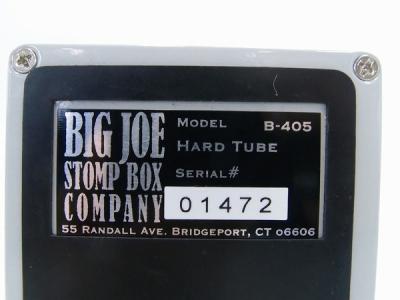 BIG JOE
STOMP BOX
COMPANY
MODEL B-405
HARD TUBE
SERIAL#
01472
55 RANDALL AVE. BRIDGEPORT, CT 06606